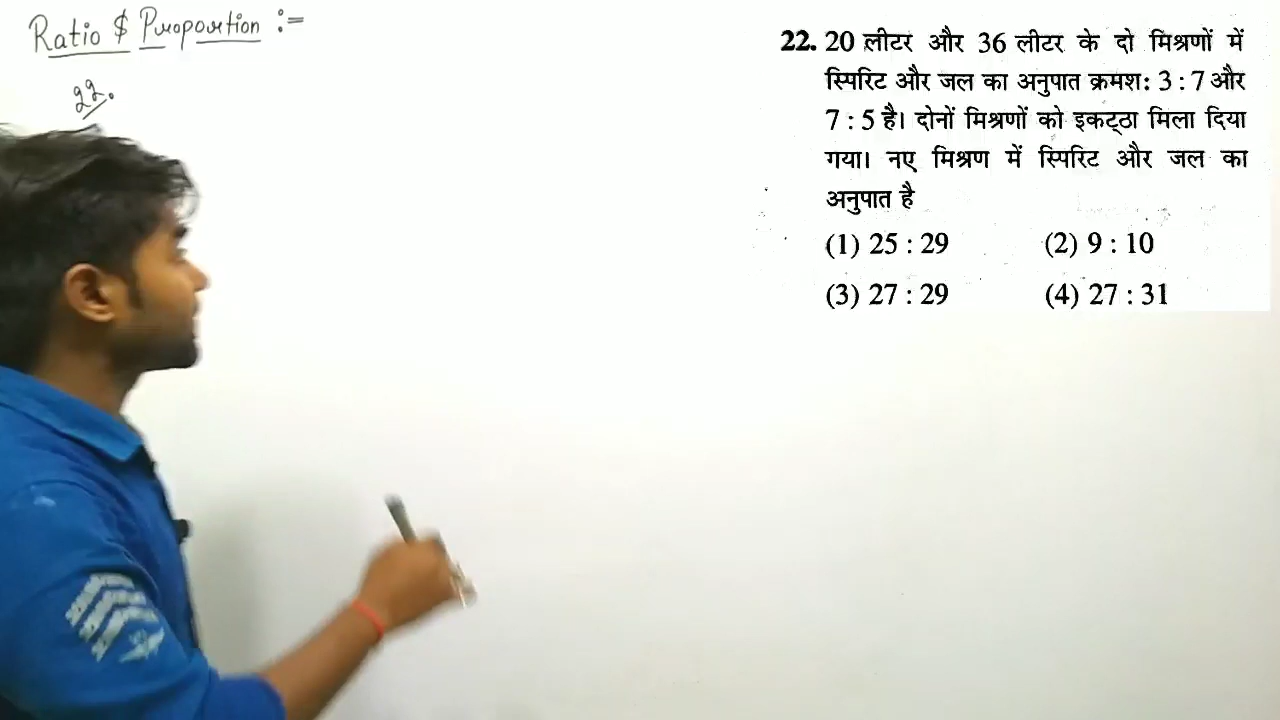 Ratio $ Proportion :=
22.
22. 20 लीटर और 36 लीटर के दो मिश्रणों में
स्पिरिट और जल का अनुपात क्रमश: 3 : 7 और
7 : 5 है। दोनों मिश्रणों को इकट्ठा मिला दिया
गया। नए मिश्रण में स्पिरिट और जल का
अनुपात है
(1) 25 : 29 (2) 9 : 10
(3) 27 : 29 (4) 27 : 31